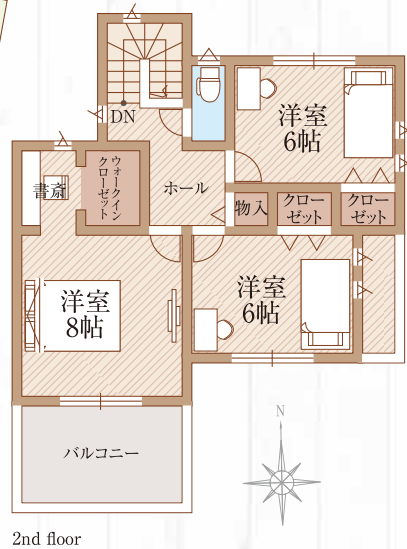 DN
洋室
6帖
書斎
ウォークイン
クローゼット
ホール
物入
クロー
ゼット
クロー
ゼット
洋室
8帖
洋室
6帖
バルコニー
N
2nd floor